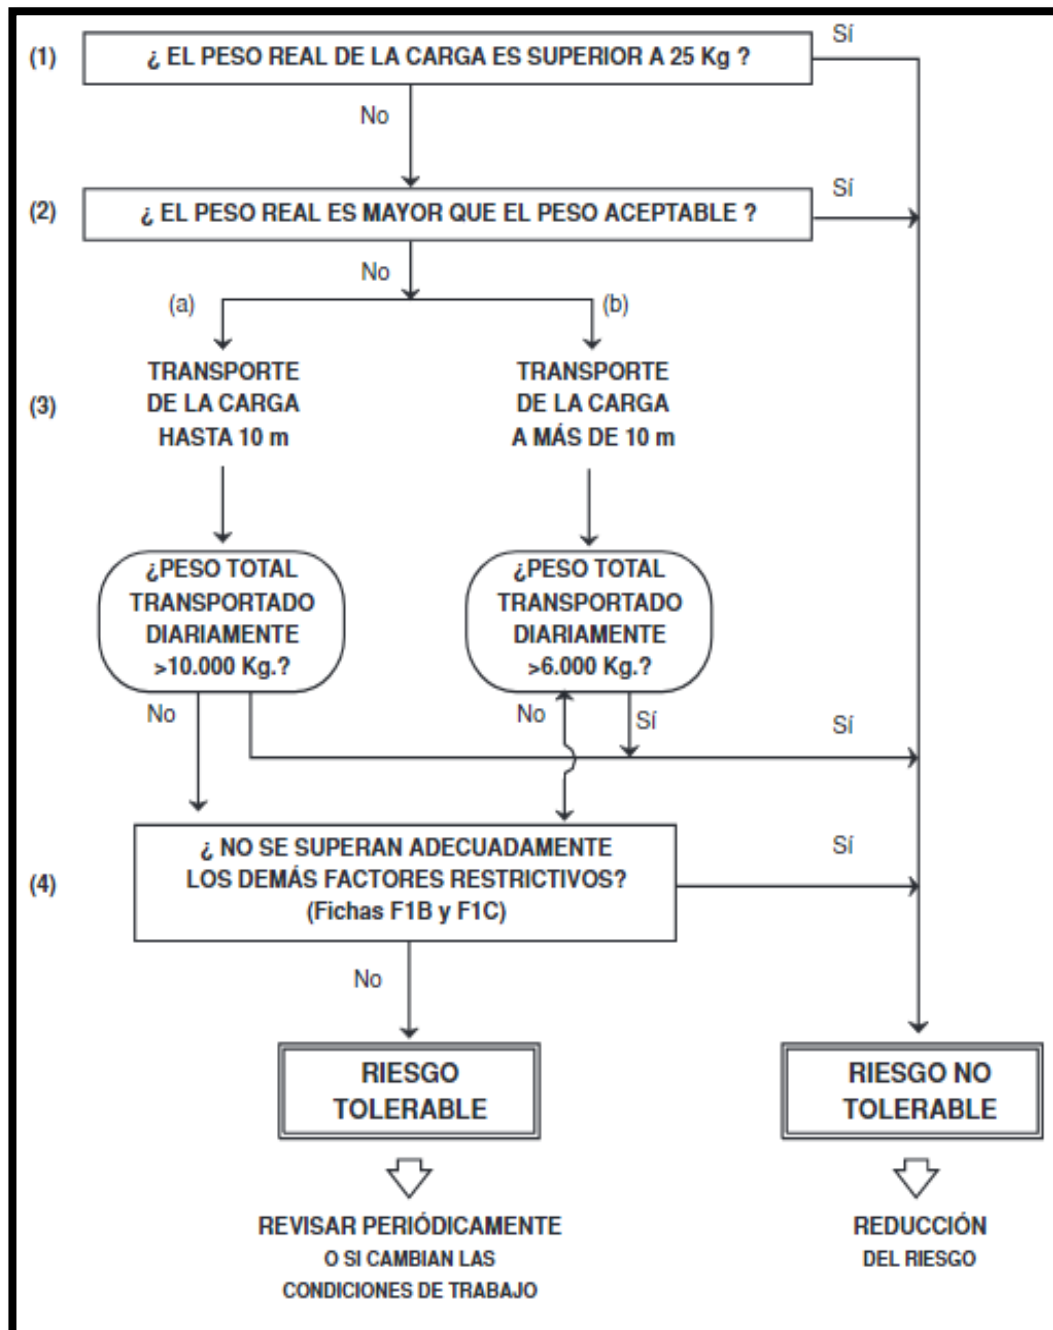 Sí
(1)
¿ EL PESO REAL DE LA CARGA ES SUPERIOR A 25 Kg ?
No
Sí
(2)
¿ EL PESO REAL ES MAYOR QUE EL PESO ACEPTABLE ?
No
(a)
(b)
(3)
TRANSPORTE
DE LA CARGA
HASTA 10 m
TRANSPORTE
DE LA CARGA
A MÁS DE 10 m
¿PESO TOTAL
TRANSPORTADO
DIARIAMENTE
>10.000 Kg.?
¿PESO TOTAL
TRANSPORTADO
DIARIAMENTE
>6.000 Kg.?
No
No
Sí
Sí
(4)
¿ NO SE SUPERAN ADECUADAMENTE
LOS DEMÁS FACTORES RESTRICTIVOS?
(Fichas F1B y F1C)
Sí
No
RIESGO
TOLERABLE
RIESGO NO
TOLERABLE
REVISAR PERIÓDICAMENTE
O SI CAMBIAN LAS
CONDICIONES DE TRABAJO
REDUCCIÓN
DEL RIESGO